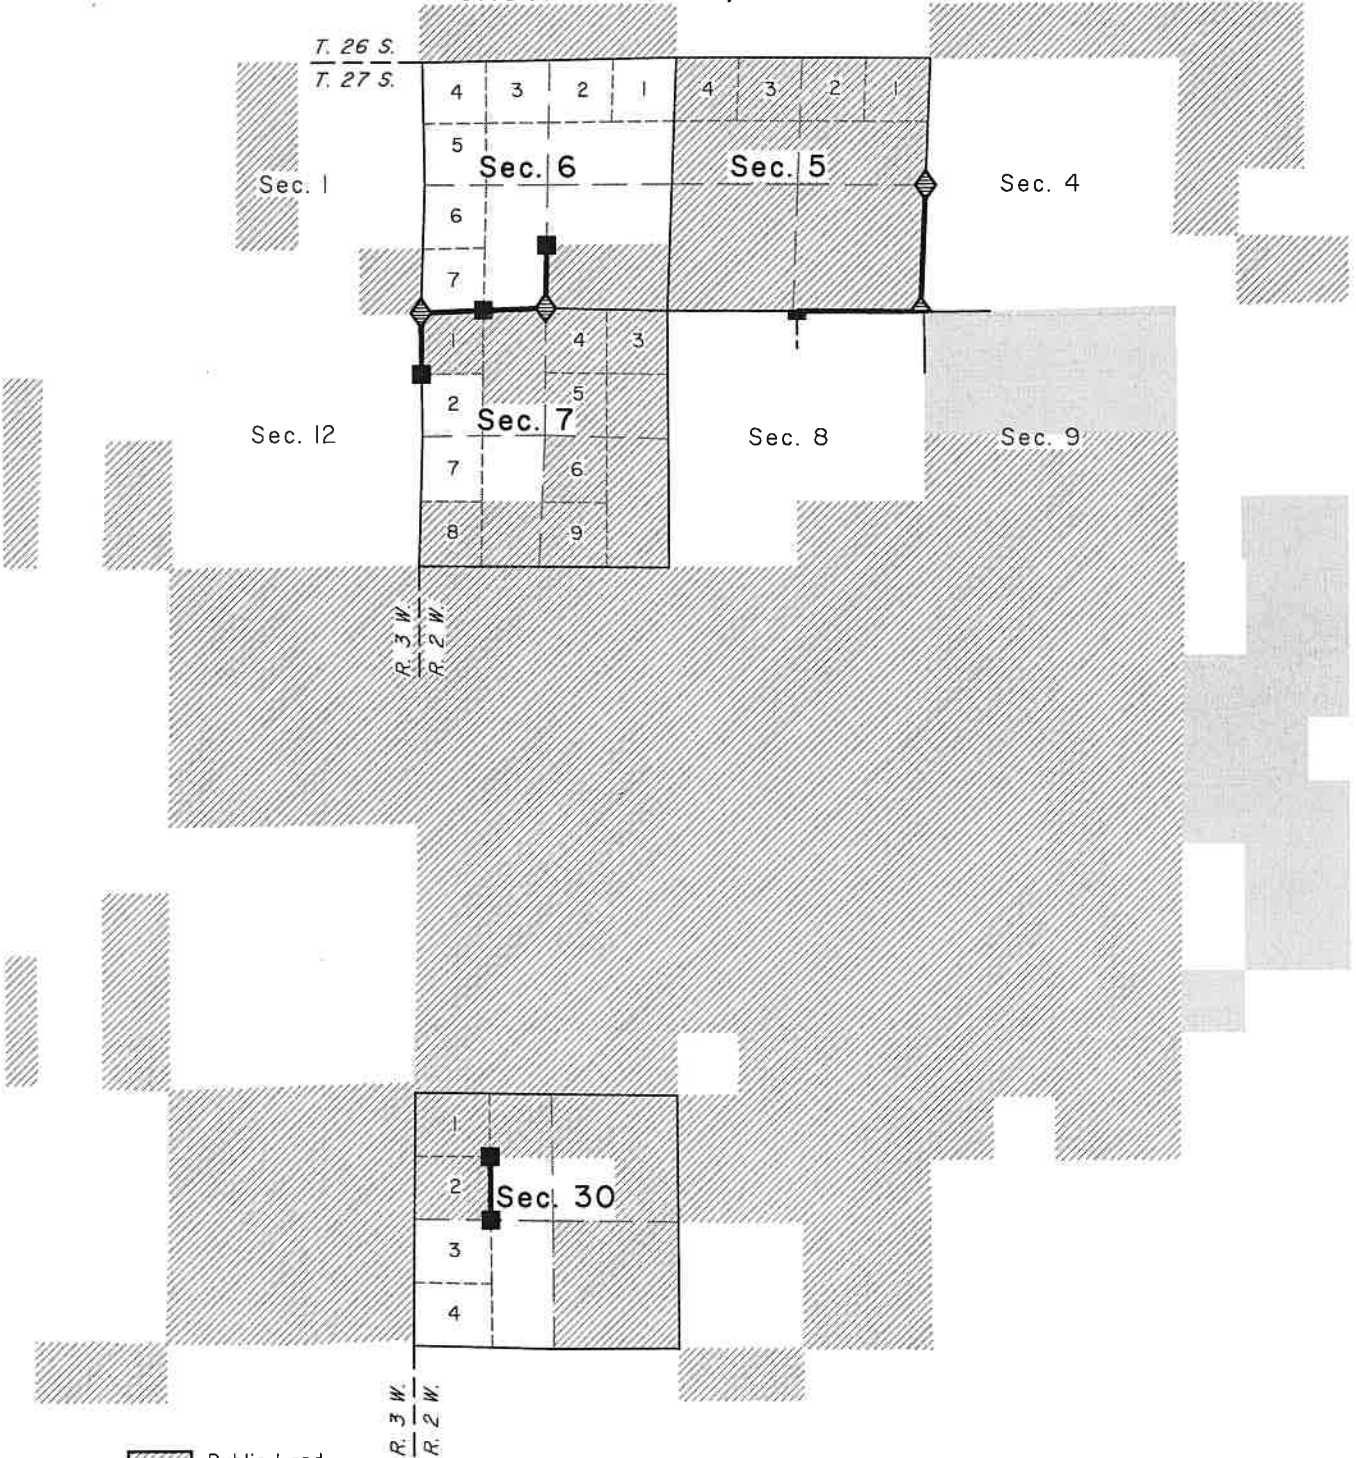 T. 26 S.
T. 27 S.
4 3 2 1 4 3 2 1
5
Sec. 6 Sec. 5
Sec. 1 Sec. 4
6
7
1 4 3
2 5
Sec. 7
Sec. 12 Sec. 8 Sec. 9
7 6
8 9
R. 3 W.
R. 2 W.
1
2
Sec. 30
3
4
R. 3 W.
R. 2 W.
Public Land